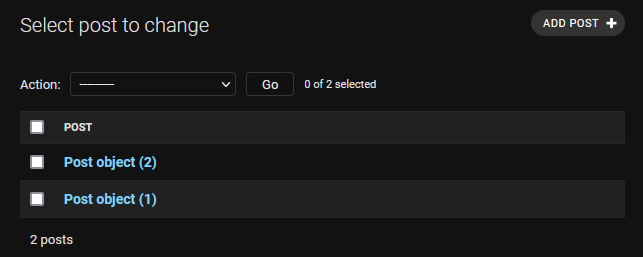 Select post to change
ADD POST +
Action: --------- Go 0 of 2 selected
POST
Post object (2)
Post object (1)
2 posts